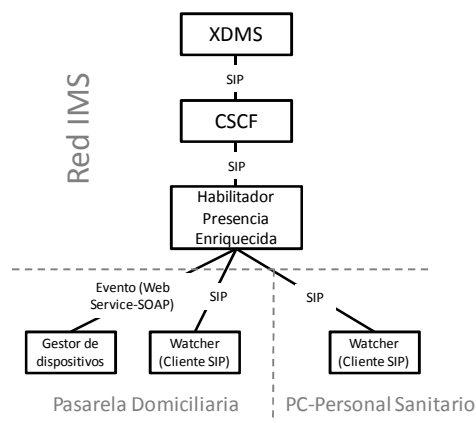 XDMS
SIP
CSCF
SIP
Red IMS
Habilitador
Presencia
Enriquecida
Evento (Web
Service-SOAP)
SIP
SIP
Gestor de
dispositivos
Watcher
(Cliente SIP)
Watcher
(Cliente SIP)
Pasarela Domiciliaria
PC-Personal Sanitario